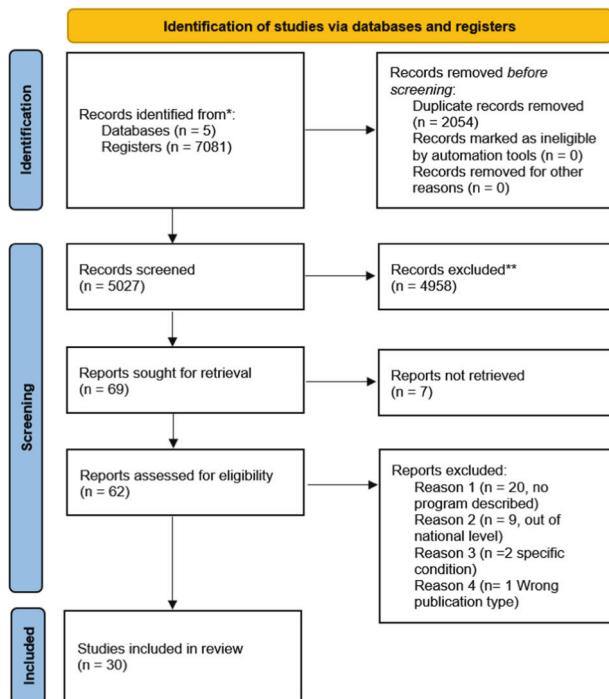 Identification of studies via databases and registers
Identification
Records identified from*:
Databases (n = 5)
Registers (n = 7081)
Records removed before
screening:
Duplicate records removed
(n = 2054)
Records marked as ineligible
by automation tools (n = 0)
Records removed for other
reasons (n = 0)
Screening
Records screened
(n = 5027)
Records excluded**
(n = 4958)
Reports sought for retrieval
(n = 69)
Reports not retrieved
(n = 7)
Reports assessed for eligibility
(n = 62)
Reports excluded:
Reason 1 (n = 20, no
program described)
Reason 2 (n = 9, out of
national level)
Reason 3 (n =2 specific
condition)
Reason 4 (n= 1 Wrong
publication type)
Included
Studies included in review
(n = 30)